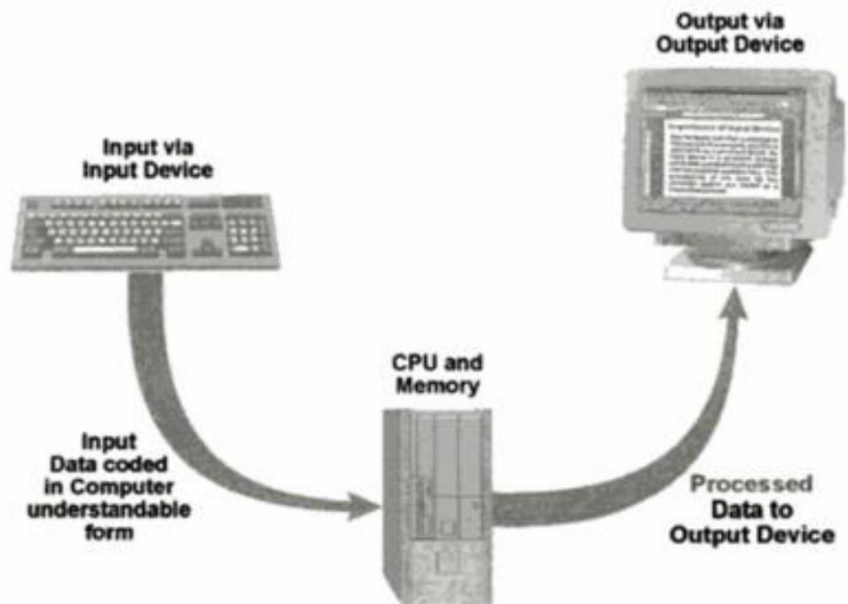 Output via
Output Device
Input via
Input Device
CPU and
Memory
Input
Data coded
in Computer
understandable
form
Processed
Data to
Output Device